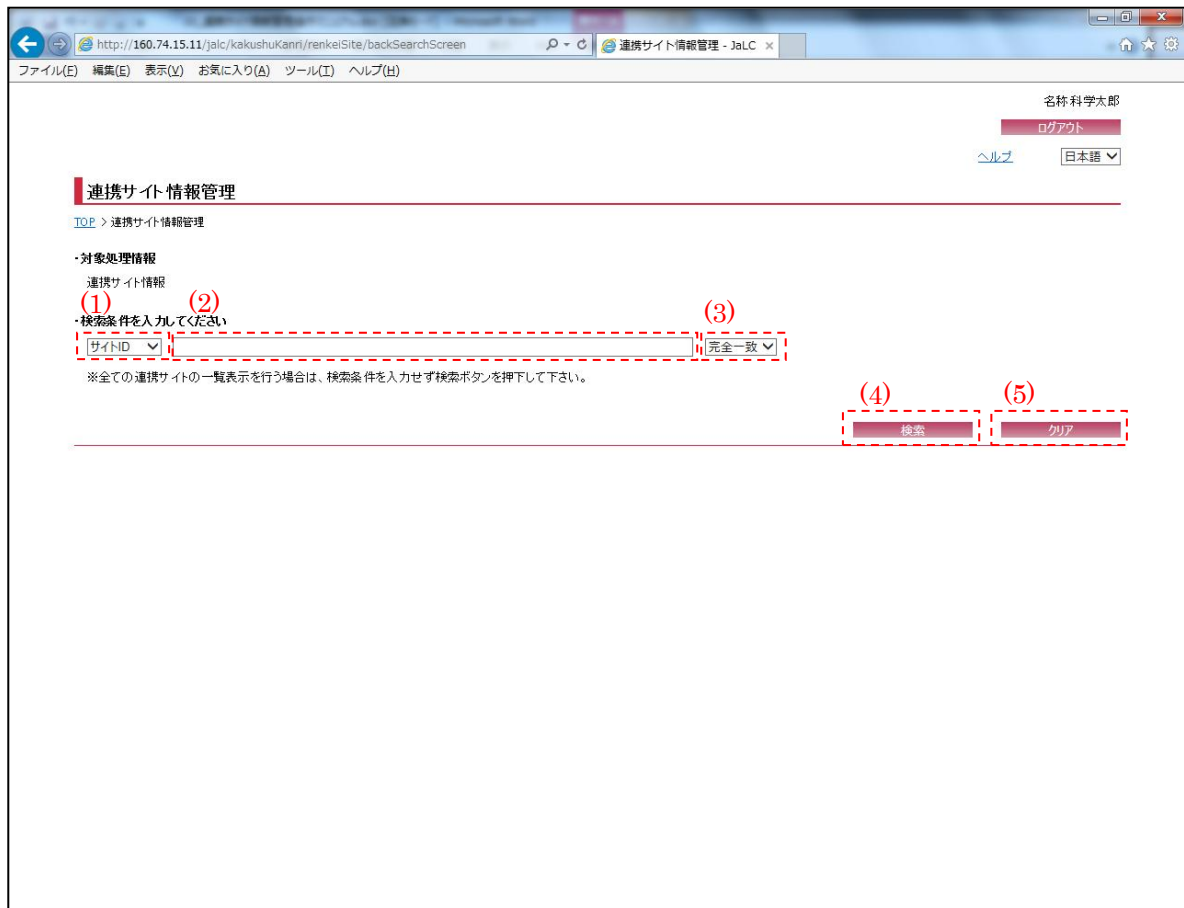 http://160.74.15.11/jalc/kakushuKanri/renkeiSite/backSearchScreen
連携サイト情報管理 - JaLC
ファイル(F) 編集(E) 表示(V) お気に入り(A) ツール(T) ヘルプ(H)
名称 科学太郎
ログアウト
ヘルプ 日本語
連携サイト情報管理
TOP > 連携サイト情報管理
・対象処理情報
連携サイト情報
(1) (2) (3)
・検索条件を入力してください
サイトID 完全一致
※全ての連携サイトの一覧表示を行う場合は、検索条件を入力せず検索ボタンを押下して下さい。
(4) (5)
検索 クリア